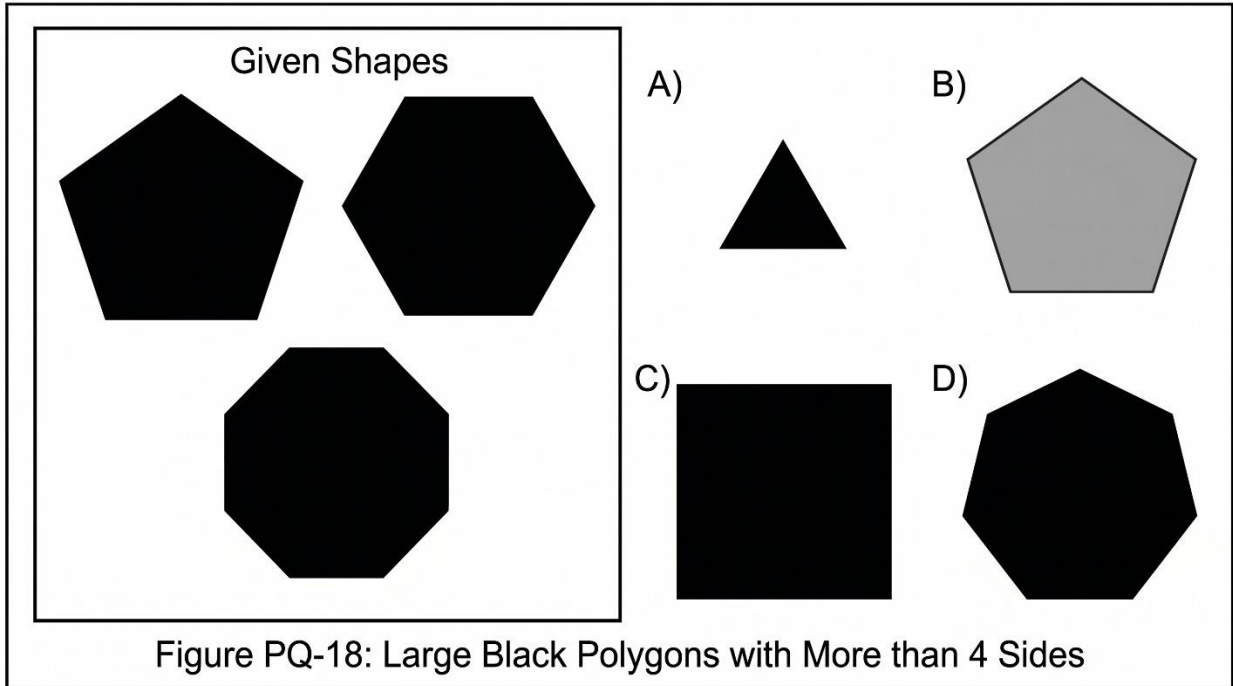 Given Shapes
A)
B)
C)
D)
Figure PQ-18: Large Black Polygons with More than 4 Sides